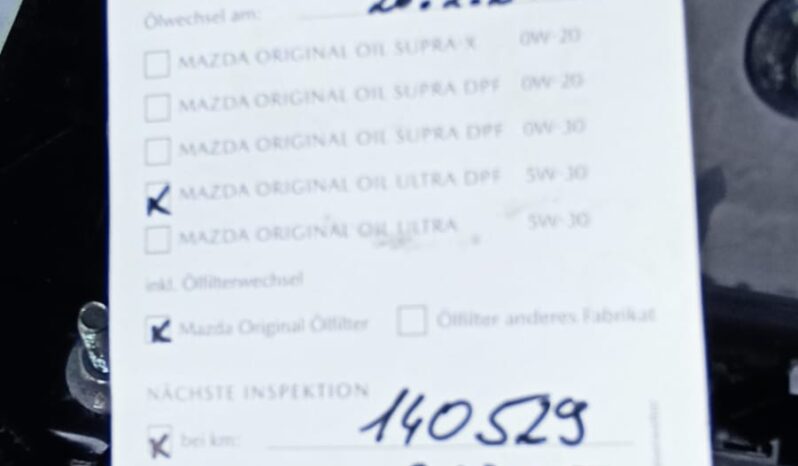 Ölwechsel am:
MAZDA ORIGINAL OIL SUPRA X 0W-20
MAZDA ORIGINAL OIL SUPRA DPF 0W-20
MAZDA ORIGINAL OIL SUPRA DPF 0W-30
MAZDA ORIGINAL OIL ULTRA DPF 5W-30
MAZDA ORIGINAL OIL ULTRA 5W-30
inkl. Ölfilterwechsel
Mazda Original Ölfilter Ölfilter anderes Fabrikat
NÄCHSTE INSPEKTION
bei km: 140529